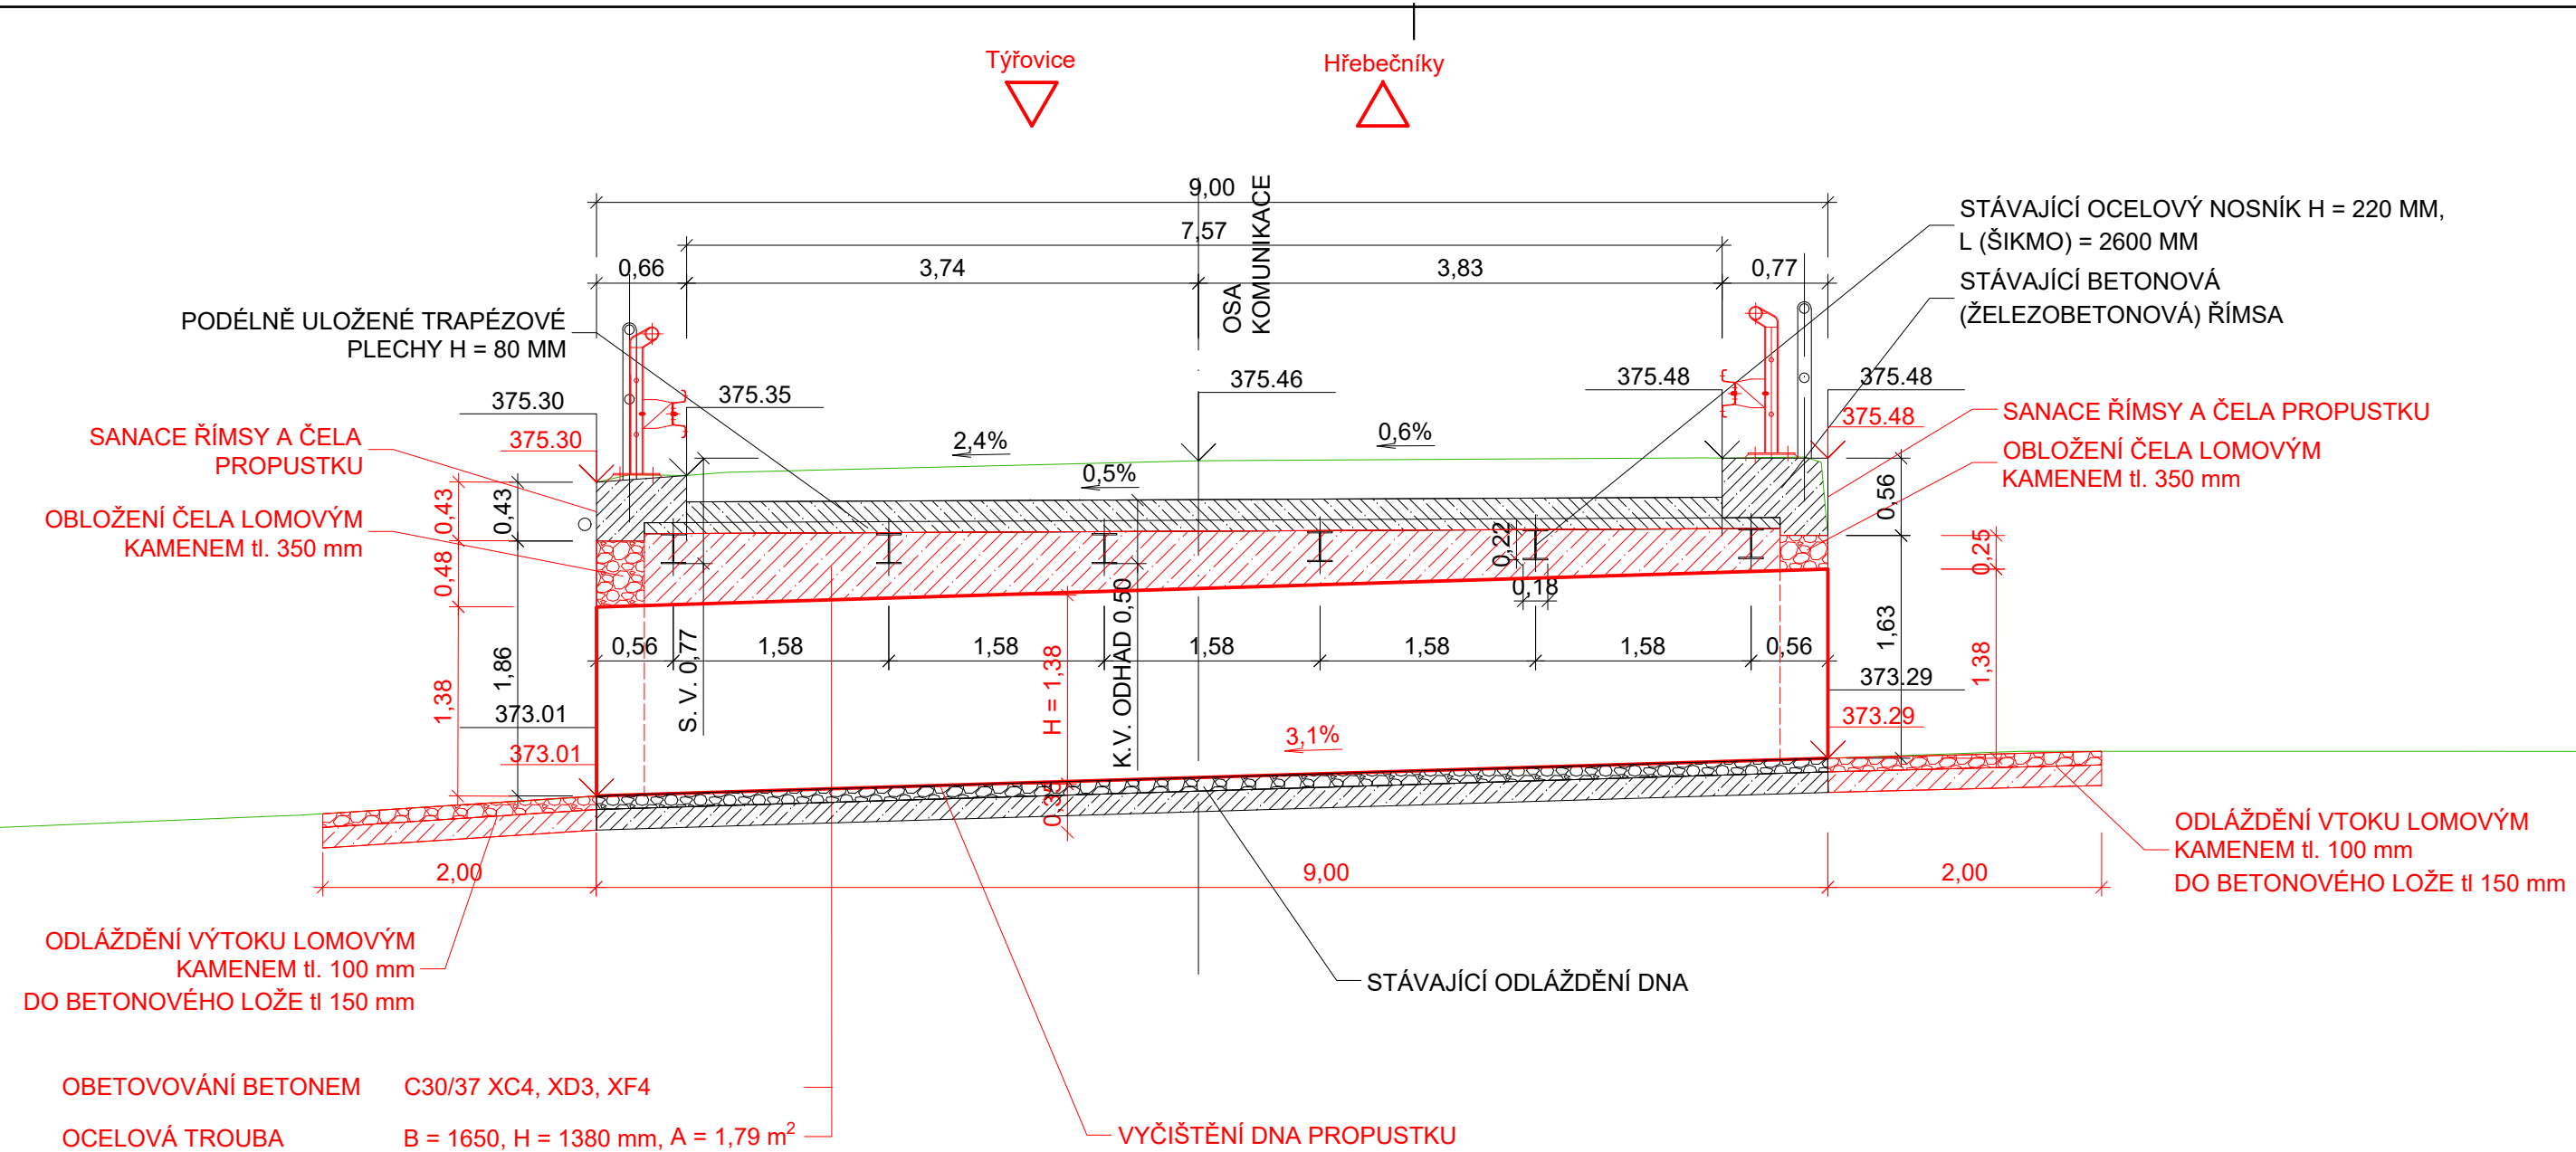 Týřovice
Hřebečníky
9,00
OSA
KOMUNIKACE
7,57
0,66
3,74
3,83
0,77
STÁVAJÍCÍ OCELOVÝ NOSNÍK H = 220 MM,
L (ŠIKMO) = 2600 MM
STÁVAJÍCÍ BETONOVÁ
(ŽELEZOBETONOVÁ) ŘÍMSA
PODÉLNĚ ULOŽENÉ TRAPÉZOVÉ
PLECHY H = 80 MM
375.30
375.35
375.46
375.48
375.48
375.30
375.48
SANACE ŘÍMSY A ČELA
PROPUSTKU
SANACE ŘÍMSY A ČELA PROPUSTKU
2,4%
0,6%
0,5%
OBLOŽENÍ ČELA LOMOVÝM
KAMENEM tl. 350 mm
OBLOŽENÍ ČELA LOMOVÝM
KAMENEM tl. 350 mm
0,43
0,43
0,48
1,38
1,86
0,56
0,25
1,63
1,38
0,22
0,18
0,56
1,58
1,58
1,58
1,58
1,58
0,56
S. V. 0,77
H = 1,38
K.V. ODHAD 0,50
373.01
373.01
373.29
373.29
3,1%
0,35
2,00
9,00
2,00
ODLÁŽDĚNÍ VTOKU LOMOVÝM
KAMENEM tl. 100 mm
DO BETONOVÉHO LOŽE tl 150 mm
ODLÁŽDĚNÍ VÝTOKU LOMOVÝM
KAMENEM tl. 100 mm
DO BETONOVÉHO LOŽE tl 150 mm
STÁVAJÍCÍ ODLÁŽDĚNÍ DNA
OBETOVOVÁNÍ BETONEM C30/37 XC4, XD3, XF4
OCELOVÁ TROUBA B = 1650, H = 1380 mm, A = 1,79 m²
VYČIŠTĚNÍ DNA PROPUSTKU